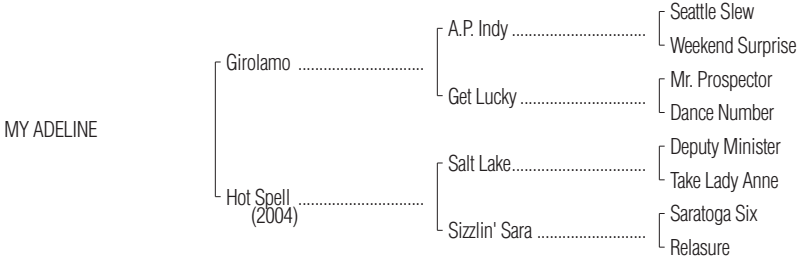 Seattle Slew
A.P. Indy ................................
Weekend Surprise
Girolamo ..............................
Mr. Prospector
Get Lucky ..............................
Dance Number
MY ADELINE
Deputy Minister
Salt Lake................................
Take Lady Anne
Hot Spell ..............................
(2004)
Saratoga Six
Sizzlin' Sara ..........................
Relasure